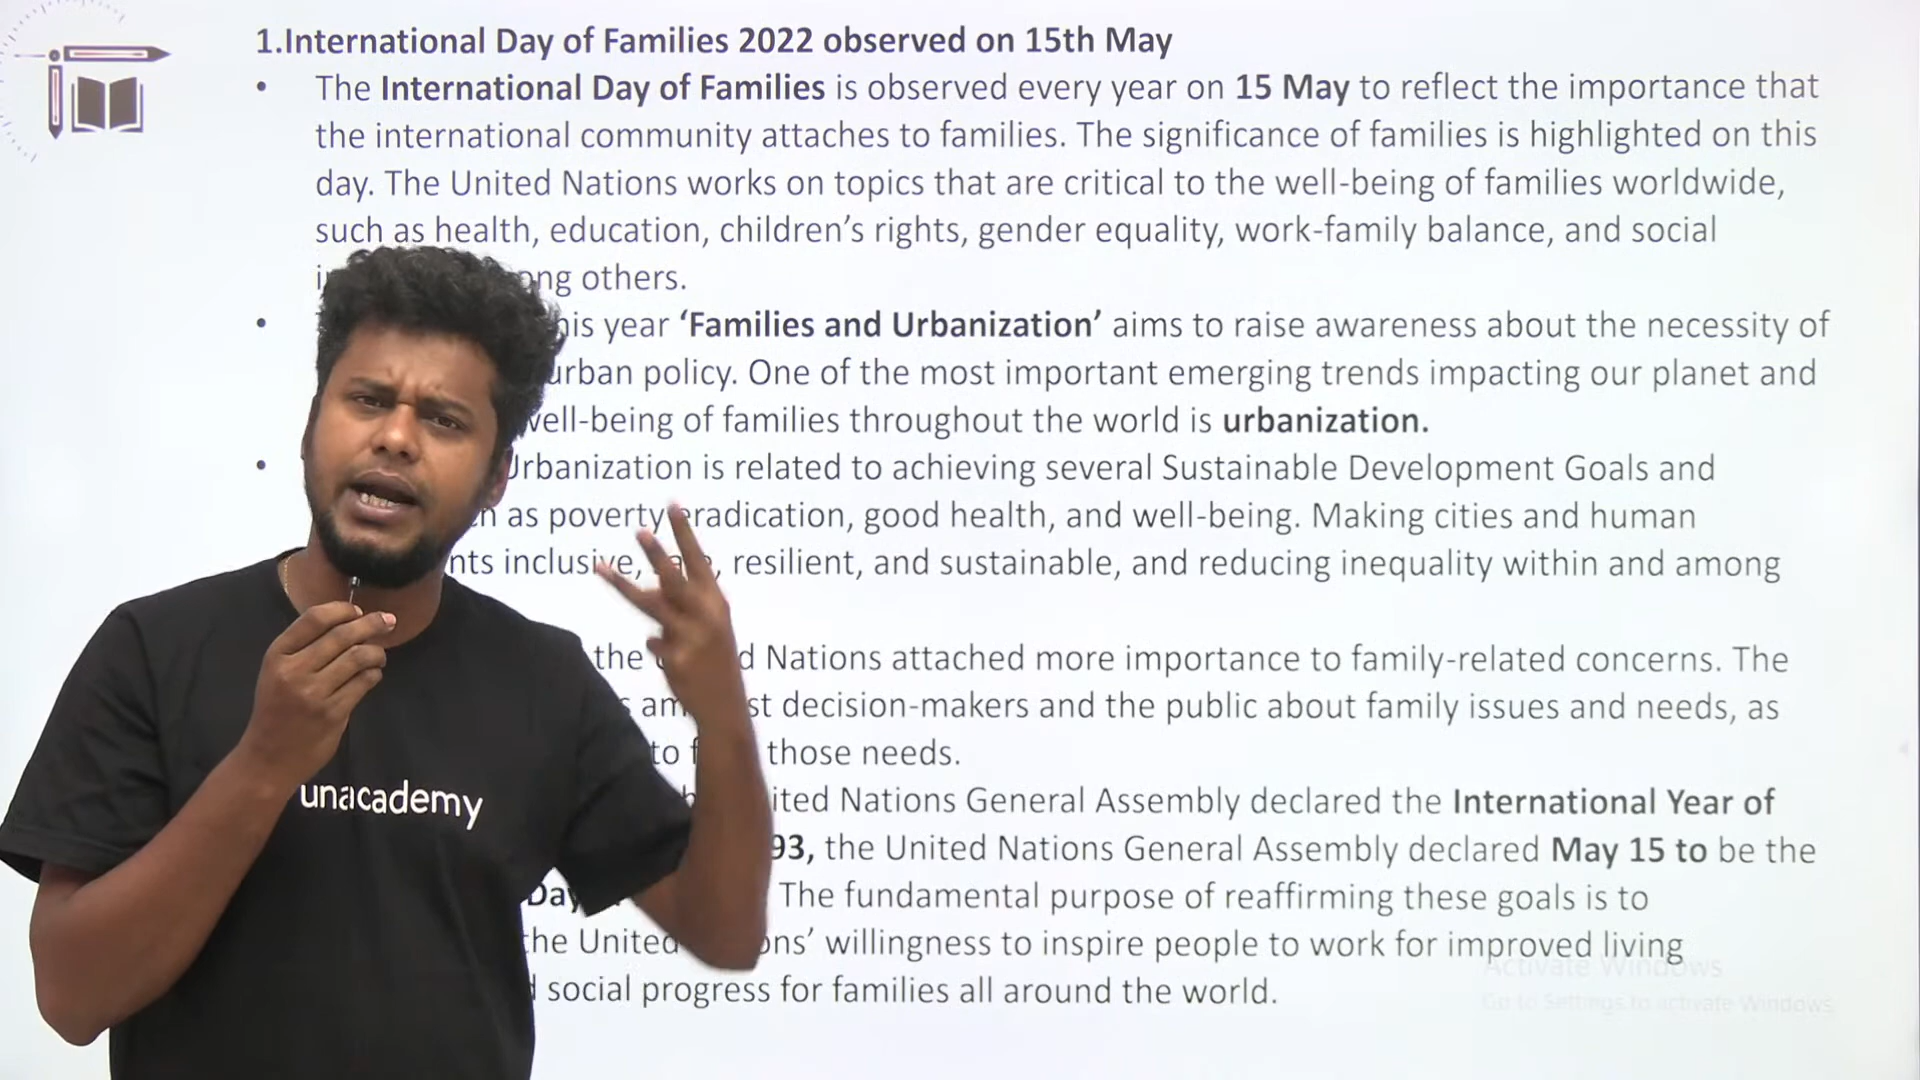 1.International Day of Families 2022 observed on 15th May
• The International Day of Families is observed every year on 15 May to reflect the importance that
the international community attaches to families. The significance of families is highlighted on this
day. The United Nations works on topics that are critical to the well-being of families worldwide,
such as health, education, children’s rights, gender equality, work-family balance, and social
others.
• year ‘Families and Urbanization’ aims to raise awareness about the necessity of
urban policy. One of the most important emerging trends impacting our planet and
well-being of families throughout the world is urbanization.
• Urbanization is related to achieving several Sustainable Development Goals and
as poverty eradication, good health, and well-being. Making cities and human
inclusive, resilient, and sustainable, and reducing inequality within and among
the Nations attached more importance to family-related concerns. The
decision-makers and the public about family issues and needs, as
to those needs.
Nations General Assembly declared the International Year of
93, the United Nations General Assembly declared May 15 to be the
Day The fundamental purpose of reaffirming these goals is to
the United willingness to inspire people to work for improved living
social progress for families all around the world.
unacademy
Activate Windows
Go to Settings to activate Windows.